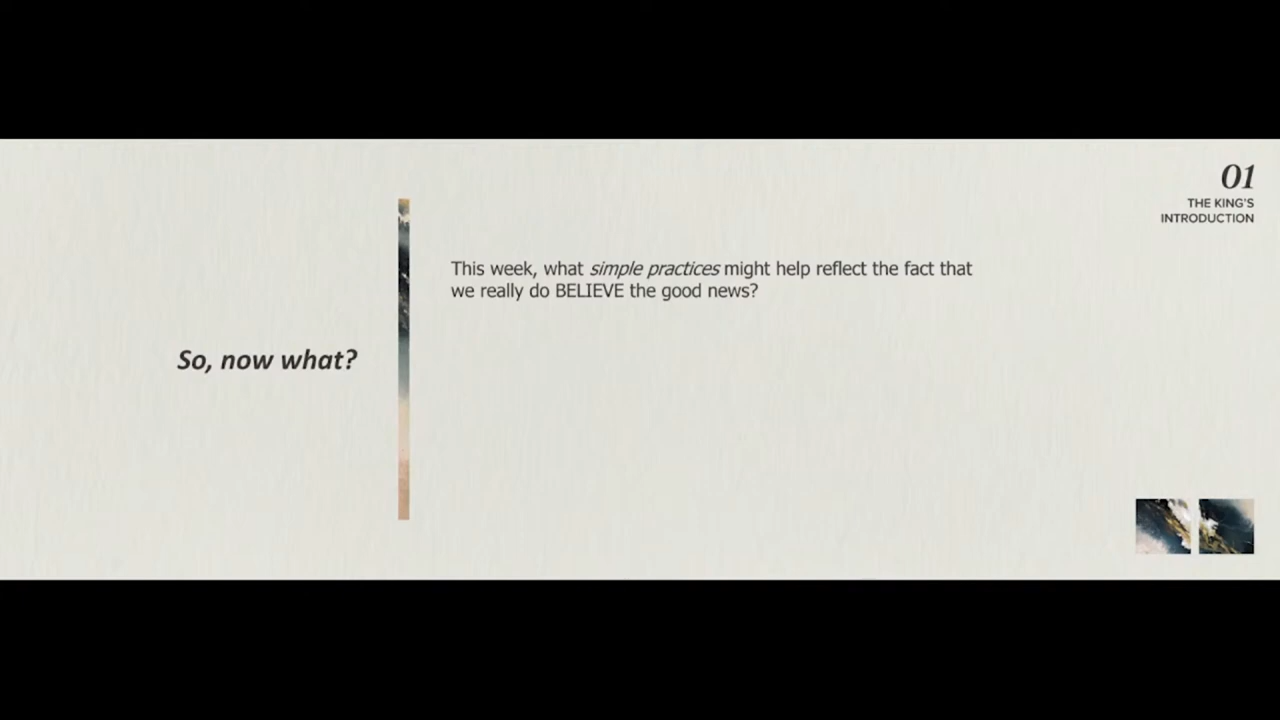 01
THE KING'S
INTRODUCTION
This week, what simple practices might help reflect the fact that
we really do BELIEVE the good news?
So, now what?